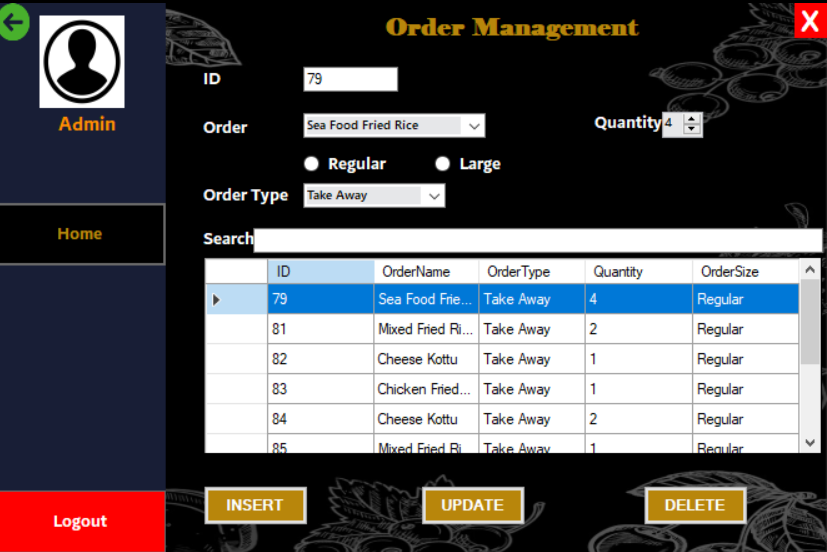 Order Management
X
Admin
ID 79
Order Sea Food Fried Rice Quantity 4
Regular Large
Order Type Take Away
Home
Search
ID OrderName OrderType Quantity OrderSize
79 Sea Food Frie... Take Away 4 Regular
81 Mixed Fried Ri... Take Away 2 Regular
82 Cheese Kottu Take Away 1 Regular
83 Chicken Fried... Take Away 1 Regular
84 Cheese Kottu Take Away 2 Regular
85 Mixed Fried Ri Take Away 1 Regular
INSERT UPDATE DELETE
Logout